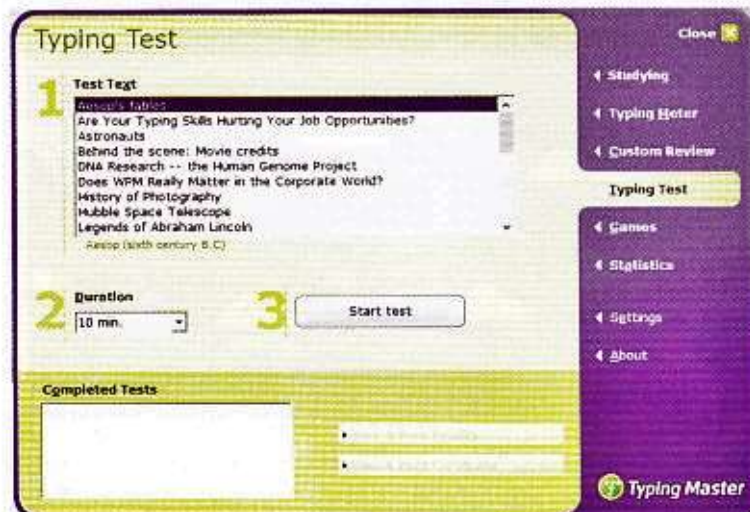 Typing Test
Close
1
Test Text
Aesop's fables
Are Your Typing Skills Hurting Your Job Opportunities?
Astronauts
Behind the scene: Movie credits
DNA Research -- the Human Genome Project
Does WPM Really Matter in the Corporate World?
History of Photography
Hubble Space Telescope
Legends of Abraham Lincoln
Aesop (sixth century B.C)
2
Duration
10 min.
3
Start test
Completed Tests
Studying
Typing Meter
Custom Review
Typing Test
Games
Statistics
Settings
About
Typing Master